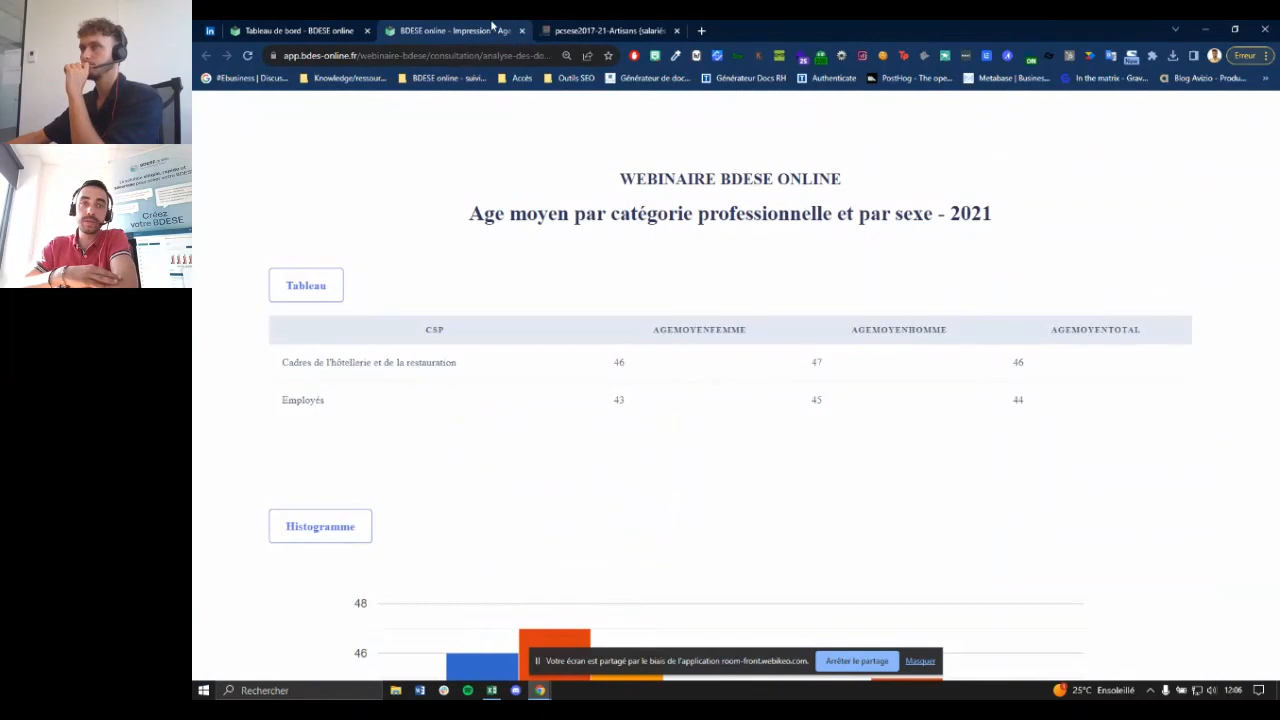 Tableau de bord - BDESE online
BDESE online - Impression - Age
pcsese2017-21-Artisans (salariés
app.bdes-online.fr/webinaire-bdese/consultation/analyse-des-do...
Erreur
#Ebusiness | Discus...
Knowledge/ressour...
BDESE online - suivi...
Accès
Outils SEO
Générateur de doc...
Générateur Docs RH
Authenticate
PostHog - The ope...
Metabase | Busines...
In the matrix - Grav...
Blog Avizio - Produ...
BDESE online
Créez
votre BDESE
WEBINAIRE BDESE ONLINE
Age moyen par catégorie professionnelle et par sexe - 2021
Tableau
CSP AGEMOYENFEMME AGEMOYENHOMME AGEMOYENTOTAL
Cadres de l'hôtellerie et de la restauration 46 47 46
Employés 43 45 44
Histogramme
48
46
Votre écran est partagé par le biais de l'application room-front.webikeo.com. Arrêter le partage Masquer
Rechercher
25°C Ensoleillé
12:06